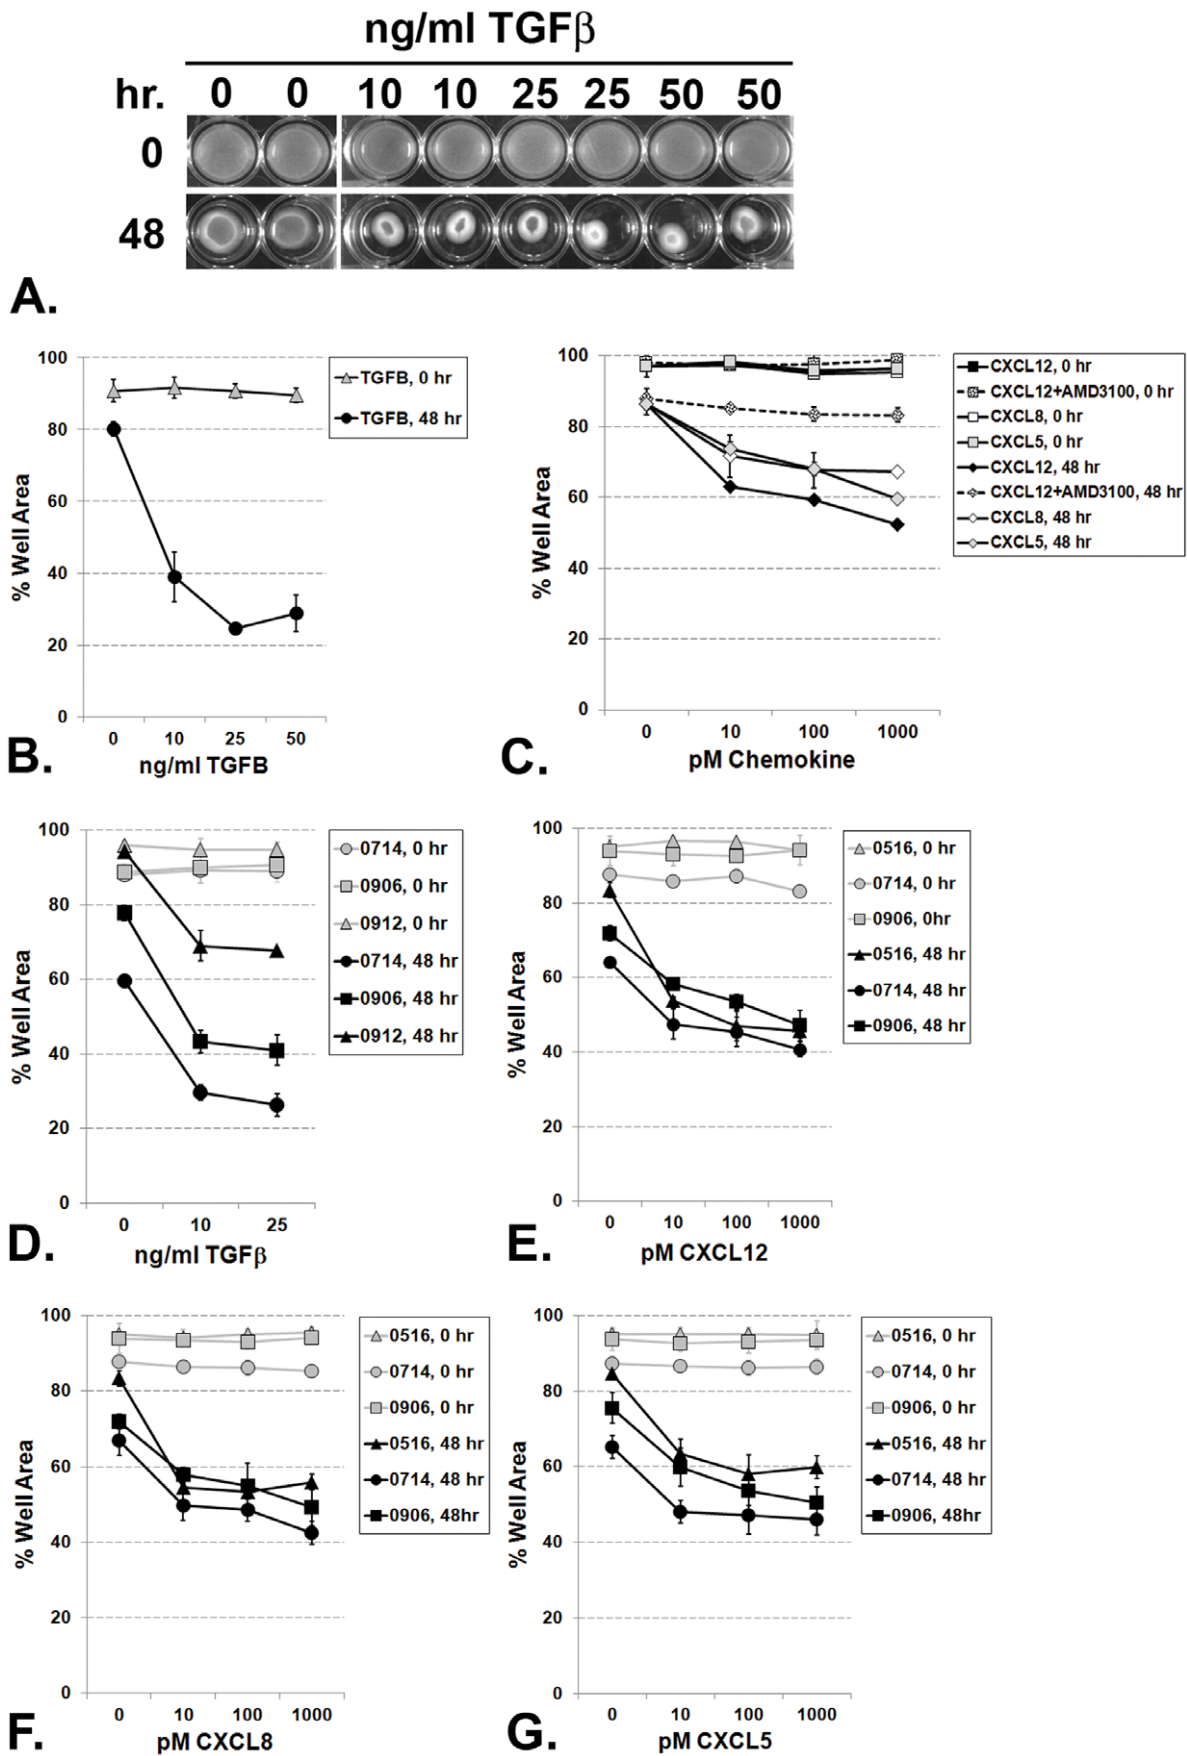 ng/ml TGFβ
hr. 0 0 10 10 25 25 50 50
0
48
A.
100
80
60
40
20
0
% Well Area
0 10 25 50
ng/ml TGFB
TGFB, 0 hr
TGFB, 48 hr
B.
100
80
60
40
20
0
% Well Area
0 10 100 1000
pM Chemokine
CXCL12, 0 hr
CXCL12+AMD3100, 0 hr
CXCL8, 0 hr
CXCL5, 0 hr
CXCL12, 48 hr
CXCL12+AMD3100, 48 hr
CXCL8, 48 hr
CXCL5, 48 hr
C.
100
80
60
40
20
0
% Well Area
0 10 25
ng/ml TGFβ
0714, 0 hr
0906, 0 hr
0912, 0 hr
0714, 48 hr
0906, 48 hr
0912, 48 hr
D.
100
80
60
40
20
0
% Well Area
0 10 100 1000
pM CXCL12
0516, 0 hr
0714, 0 hr
0906, 0hr
0516, 48 hr
0714, 48 hr
0906, 48 hr
E.
100
80
60
40
20
0
% Well Area
0 10 100 1000
pM CXCL8
0516, 0 hr
0714, 0 hr
0906, 0 hr
0516, 48 hr
0714, 48 hr
0906, 48hr
F.
100
80
60
40
20
0
% Well Area
0 10 100 1000
pM CXCL5
0516, 0 hr
0714, 0 hr
0906, 0 hr
0516, 48 hr
0714, 48 hr
0906, 48hr
G.